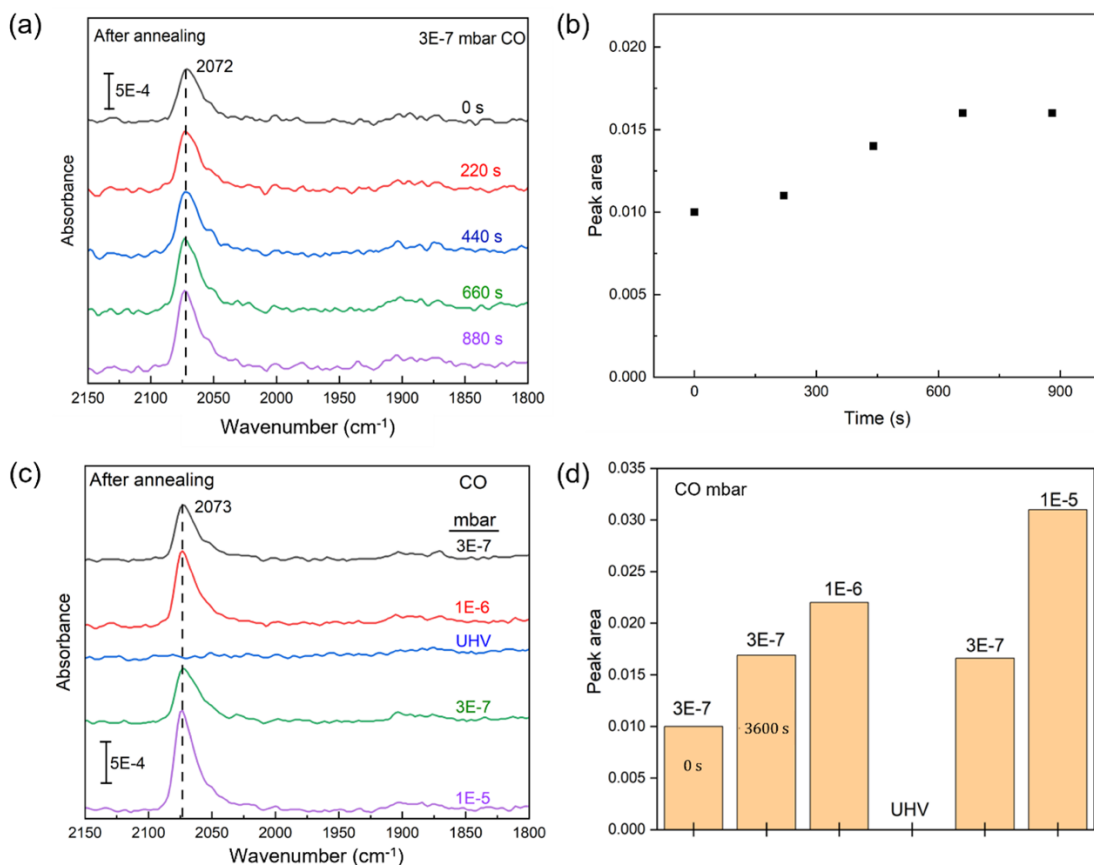 (a)
After annealing
3E-7 mbar CO
5E-4
2072
0 s
220 s
440 s
660 s
880 s
Absorbance
2150 2100 2050 2000 1950 1900 1850 1800
Wavenumber (cm⁻¹)
(b)
0.020
0.015
0.010
0.005
0.000
Peak area
0 300 600 900
Time (s)
(c)
After annealing
CO
mbar
2073
3E-7
1E-6
UHV
3E-7
5E-4
1E-5
Absorbance
2150 2100 2050 2000 1950 1900 1850 1800
Wavenumber (cm⁻¹)
(d)
CO mbar
0.035
0.030
0.025
0.020
0.015
0.010
0.005
0.000
Peak area
3E-7
0 s
3E-7
3600 s
1E-6
UHV
3E-7
1E-5